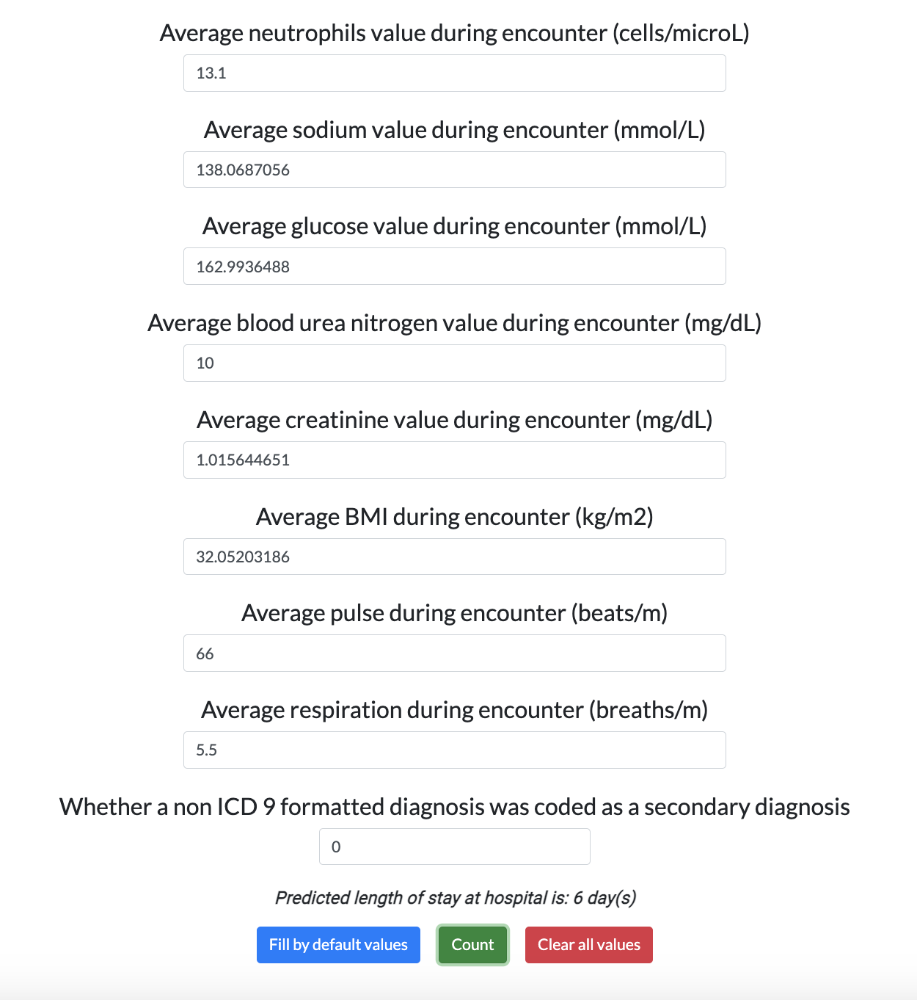 Average neutrophils value during encounter (cells/microL)
13.1
Average sodium value during encounter (mmol/L)
138.0687056
Average glucose value during encounter (mmol/L)
162.9936488
Average blood urea nitrogen value during encounter (mg/dL)
10
Average creatinine value during encounter (mg/dL)
1.015644651
Average BMI during encounter (kg/m2)
32.05203186
Average pulse during encounter (beats/m)
66
Average respiration during encounter (breaths/m)
5.5
Whether a non ICD 9 formatted diagnosis was coded as a secondary diagnosis
0
Predicted length of stay at hospital is: 6 day(s)
Fill by default values Count Clear all values